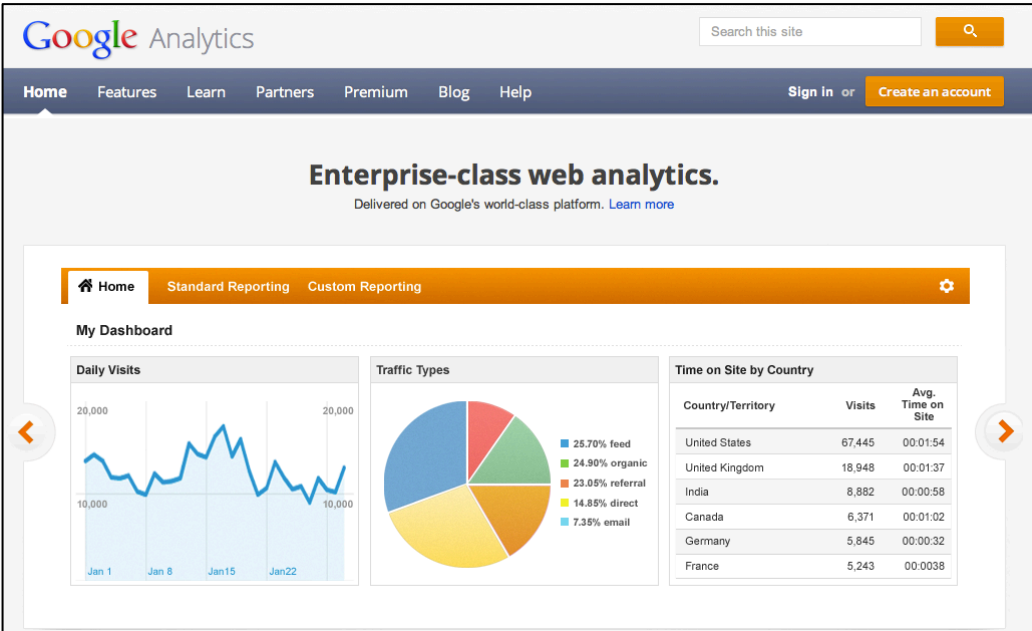 Google Analytics
Search this site
Home Features Learn Partners Premium Blog Help Sign in or Create an account
Enterprise-class web analytics.
Delivered on Google's world-class platform. Learn more
Home Standard Reporting Custom Reporting
My Dashboard
Daily Visits
20,000 20,000
10,000 10,000
Jan 1 Jan 8 Jan15 Jan22
Traffic Types
25.70% feed
24.90% organic
23.05% referral
14.85% direct
7.35% email
Time on Site by Country
Country/Territory Visits Avg. Time on Site
United States 67,445 00:01:54
United Kingdom 18,948 00:01:37
India 8,882 00:00:58
Canada 6,371 00:01:02
Germany 5,845 00:00:32
France 5,243 00:0038